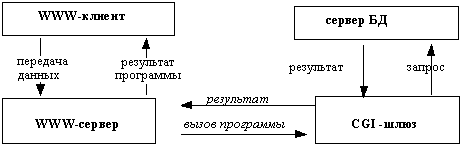 WWW-клиент
сервер БД
передача
данных
результат
программы
результат
запрос
результат
WWW-сервер
вызов программы
CGI -шлюз